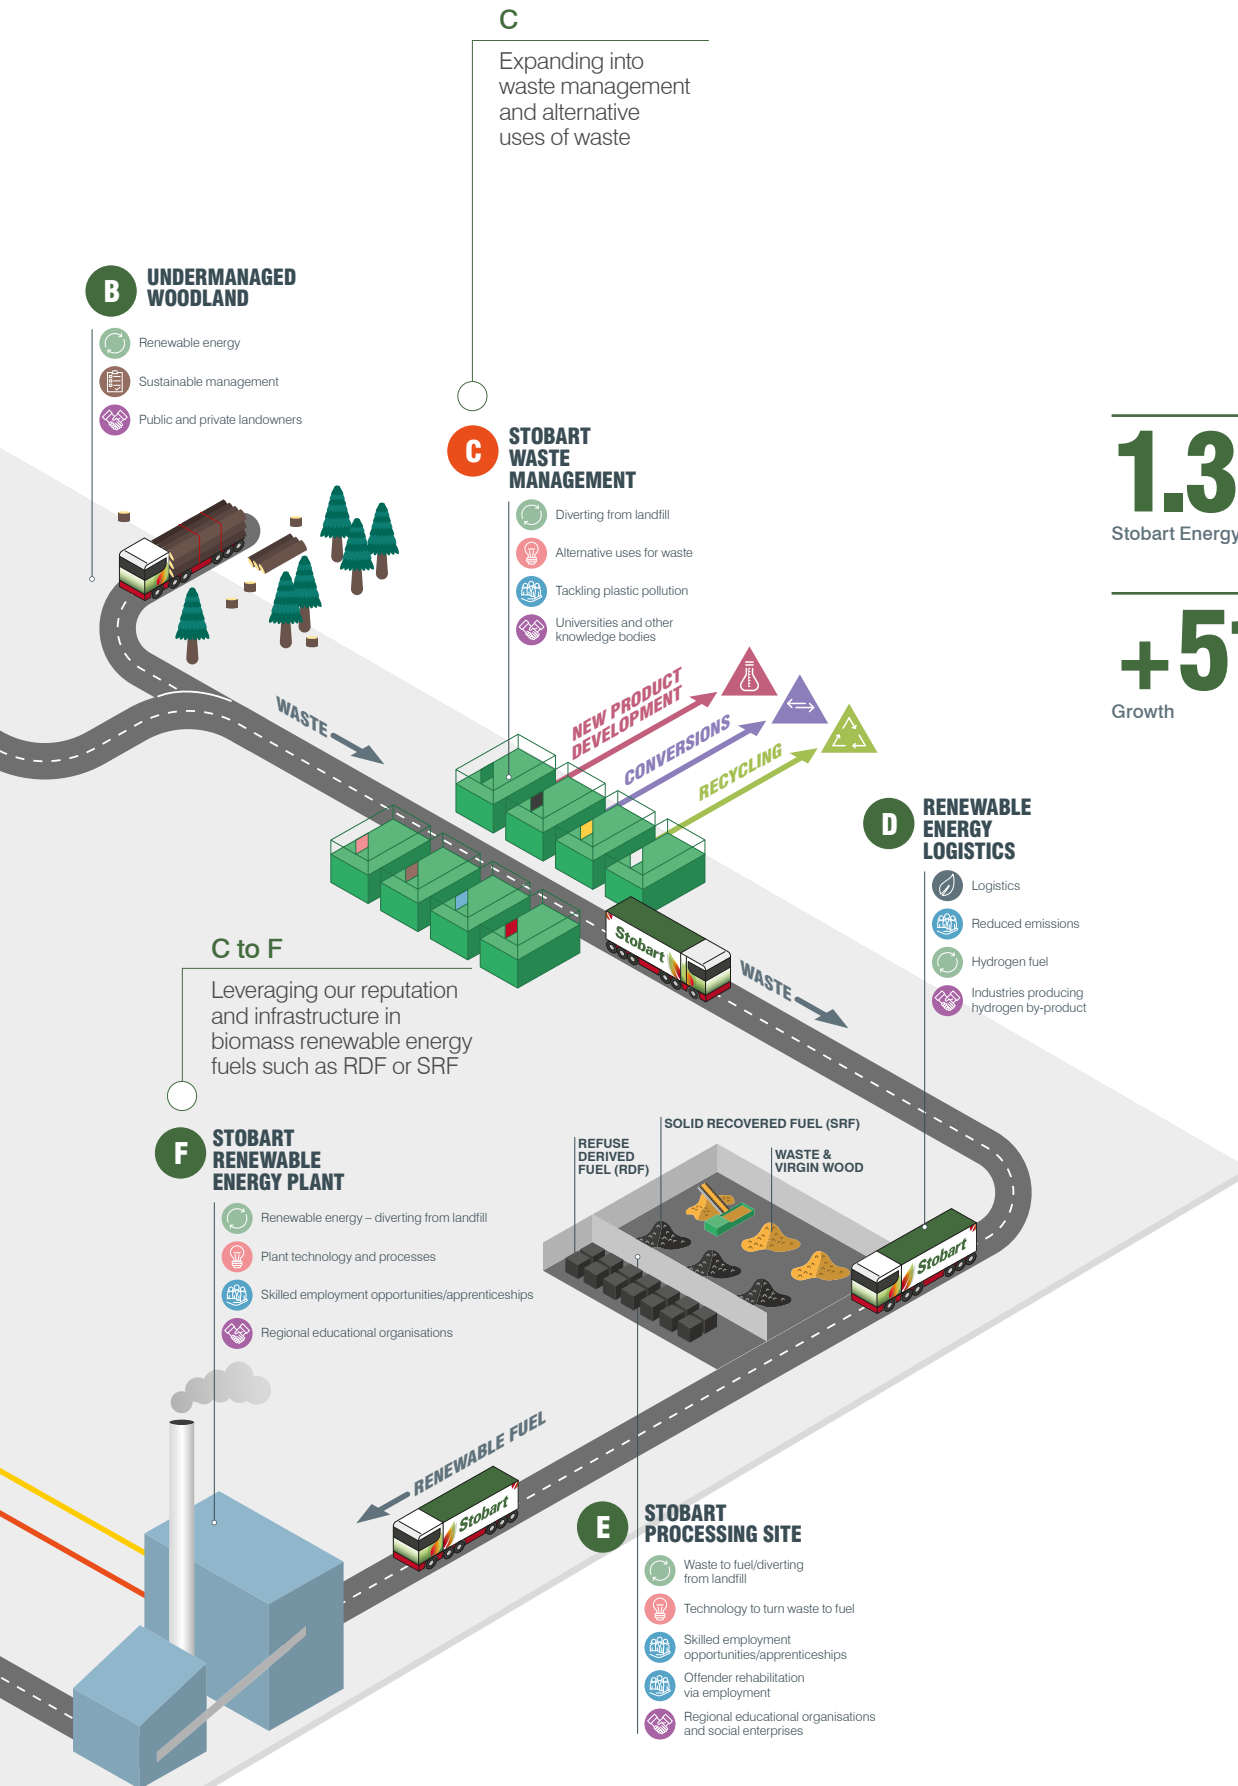 C
Expanding into
waste management
and alternative
uses of waste
B
UNDERMANAGED
WOODLAND
Renewable energy
Sustainable management
Public and private landowners
C
STOBART
WASTE
MANAGEMENT
Diverting from landfill
Alternative uses for waste
Tackling plastic pollution
Universities and other
knowledge bodies
1.3
Stobart Energy
+5
Growth
WASTE
NEW PRODUCT
DEVELOPMENT
CONVERSIONS
RECYCLING
D
RENEWABLE
ENERGY
LOGISTICS
Logistics
Reduced emissions
Hydrogen fuel
Industries producing
hydrogen by-product
Stobart
WASTE
C to F
Leveraging our reputation
and infrastructure in
biomass renewable energy
fuels such as RDF or SRF
F
STOBART
RENEWABLE
ENERGY PLANT
Renewable energy – diverting from landfill
Plant technology and processes
Skilled employment opportunities/apprenticeships
Regional educational organisations
SOLID RECOVERED FUEL (SRF)
REFUSE
DERIVED
FUEL (RDF)
WASTE &
VIRGIN WOOD
Stobart
RENEWABLE FUEL
Stobart
E
STOBART
PROCESSING SITE
Waste to fuel/diverting
from landfill
Technology to turn waste to fuel
Skilled employment
opportunities/apprenticeships
Offender rehabilitation
via employment
Regional educational organisations
and social enterprises